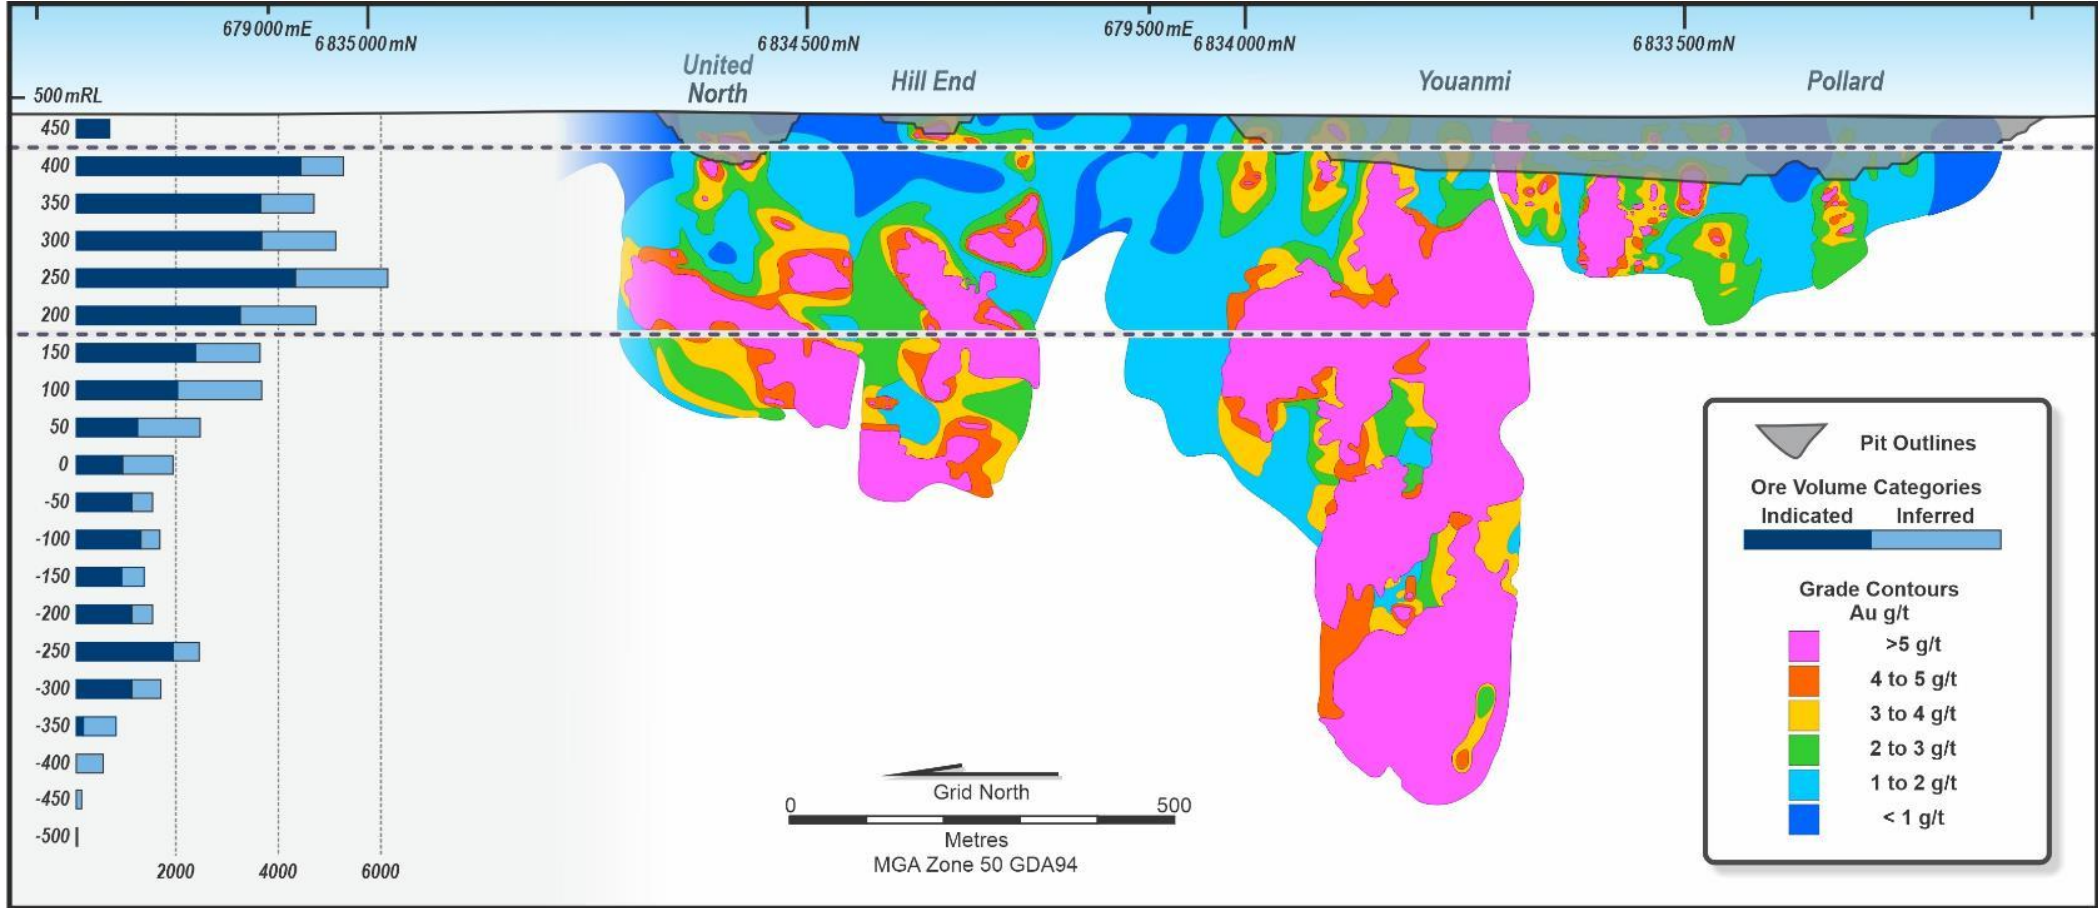 679 000 mE
6 835 000 mN
6 834 500 mN
679 500 mE
6 834 000 mN
6 833 500 mN
United
North
Hill End
Youanmi
Pollard
500 mRL
450
400
350
300
250
200
150
100
50
0
-50
-100
-150
-200
-250
-300
-350
-400
-450
-500
2000
4000
6000
Grid North
0
500
Metres
MGA Zone 50 GDA94
Pit Outlines
Ore Volume Categories
Indicated
Inferred
Grade Contours
Au g/t
>5 g/t
4 to 5 g/t
3 to 4 g/t
2 to 3 g/t
1 to 2 g/t
< 1 g/t